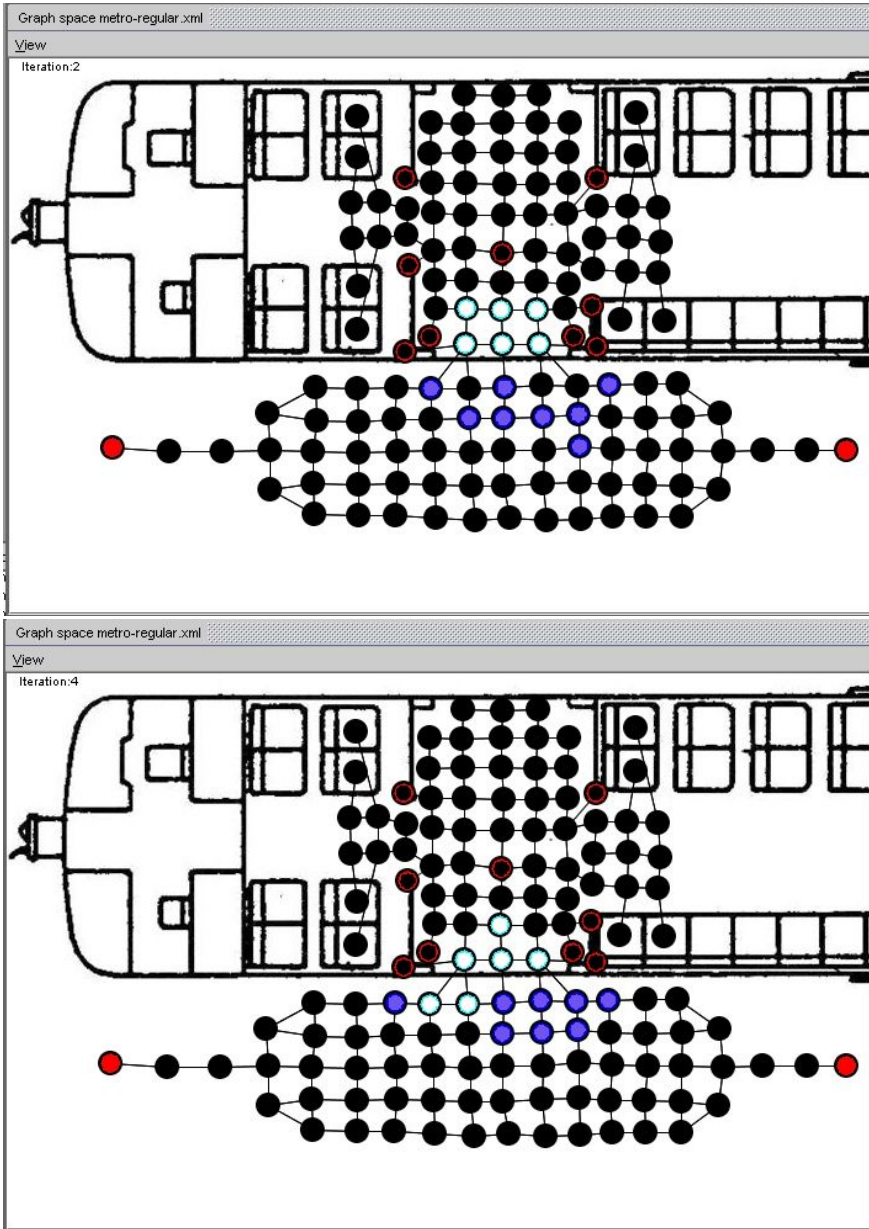 Graph space metro-regular.xml
View
Iteration:2
Graph space metro-regular.xml
View
Iteration:4